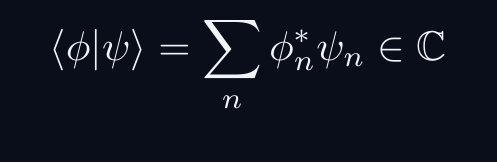 ⟨ϕ|ψ⟩ = ∑ₙ ϕₙ* ψₙ ∈ ℂ